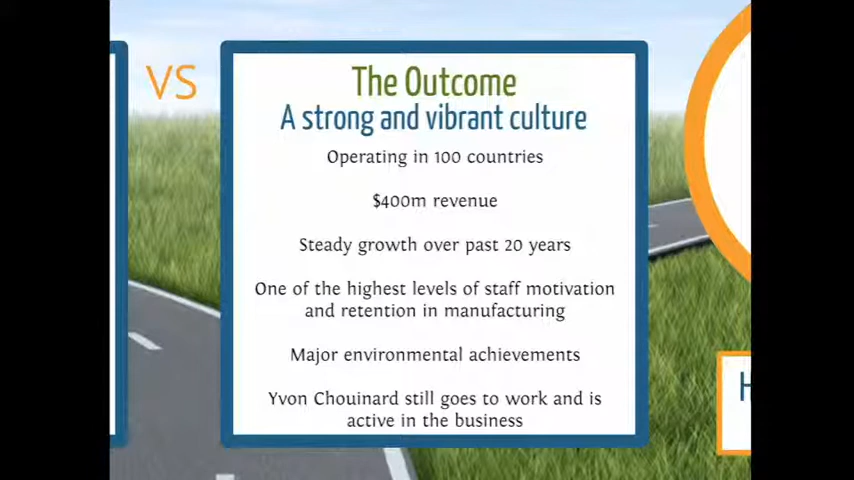 VS
The Outcome
A strong and vibrant culture
Operating in 100 countries
$400m revenue
Steady growth over past 20 years
One of the highest levels of staff motivation
and retention in manufacturing
Major environmental achievements
Yvon Chouinard still goes to work and is
active in the business
H